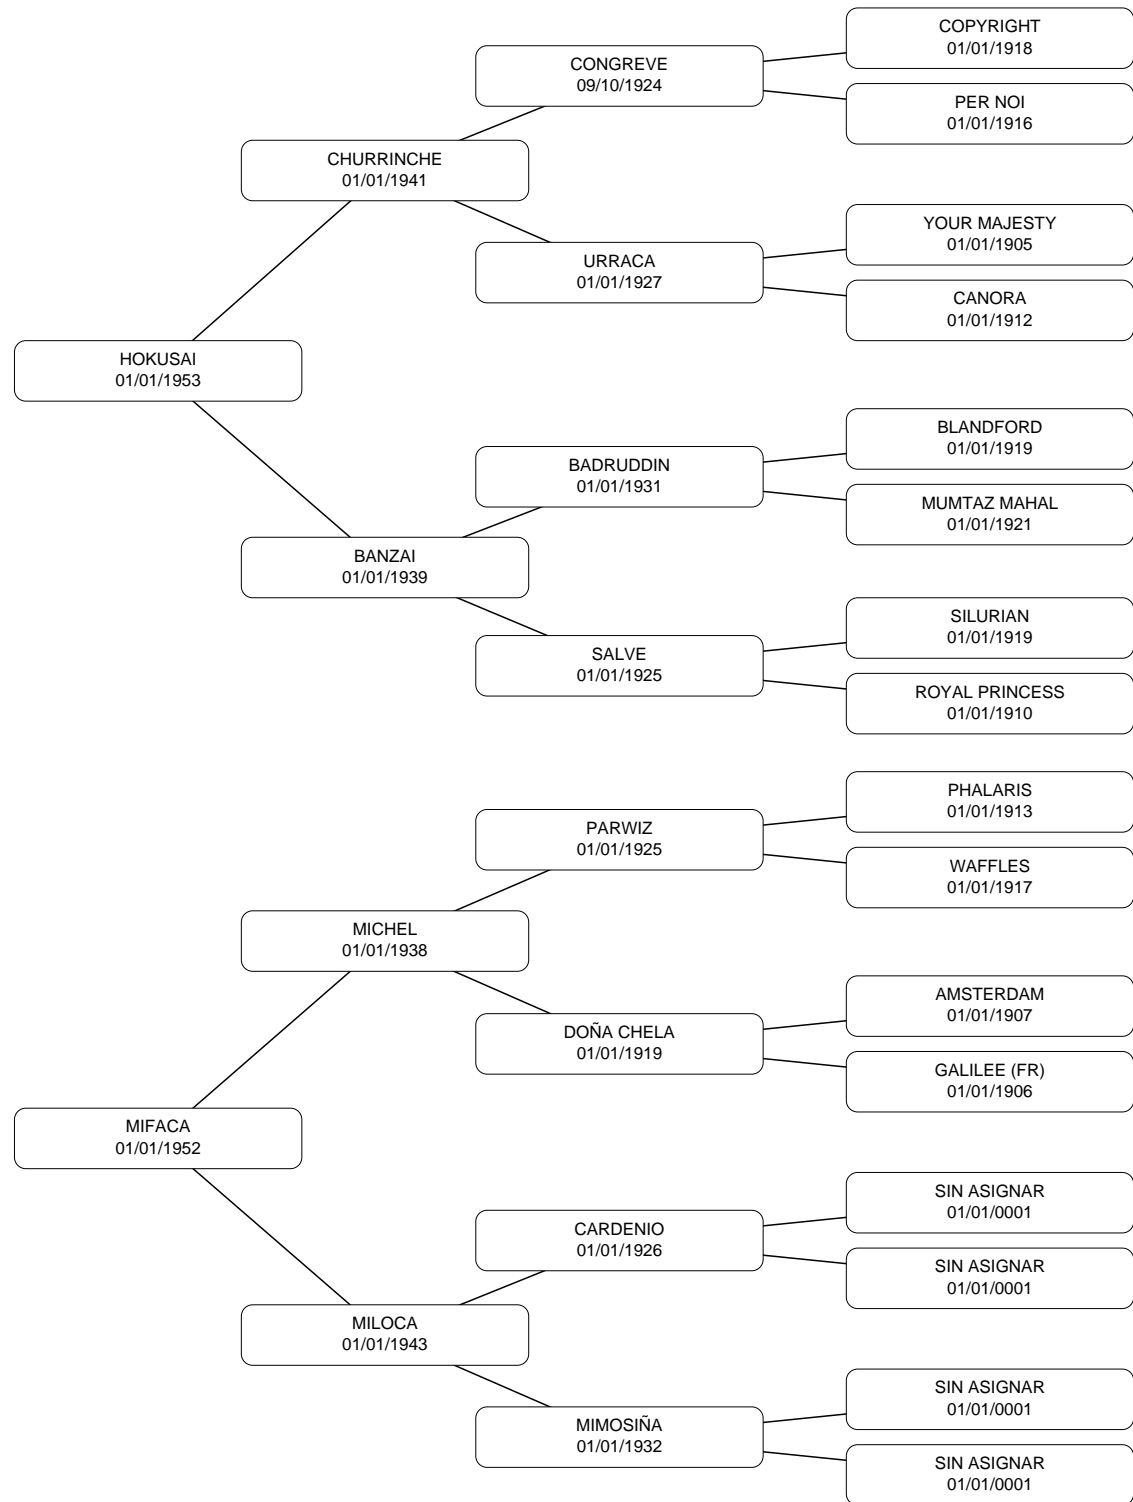 COPYRIGHT
01/01/1918
CONGREVE
09/10/1924
PER NOI
01/01/1916
CHURRINCHE
01/01/1941
YOUR MAJESTY
01/01/1905
URRACA
01/01/1927
CANORA
01/01/1912
HOKUSAI
01/01/1953
BLANDFORD
01/01/1919
BADRUDDIN
01/01/1931
MUMTAZ MAHAL
01/01/1921
BANZAI
01/01/1939
SILURIAN
01/01/1919
SALVE
01/01/1925
ROYAL PRINCESS
01/01/1910
PHALARIS
01/01/1913
PARWIZ
01/01/1925
WAFFLES
01/01/1917
MICHEL
01/01/1938
AMSTERDAM
01/01/1907
DOÑA CHELA
01/01/1919
GALILEE (FR)
01/01/1906
MIFACA
01/01/1952
SIN ASIGNAR
01/01/0001
CARDENIO
01/01/1926
SIN ASIGNAR
01/01/0001
MILOCA
01/01/1943
SIN ASIGNAR
01/01/0001
MIMOSIÑA
01/01/1932
SIN ASIGNAR
01/01/0001